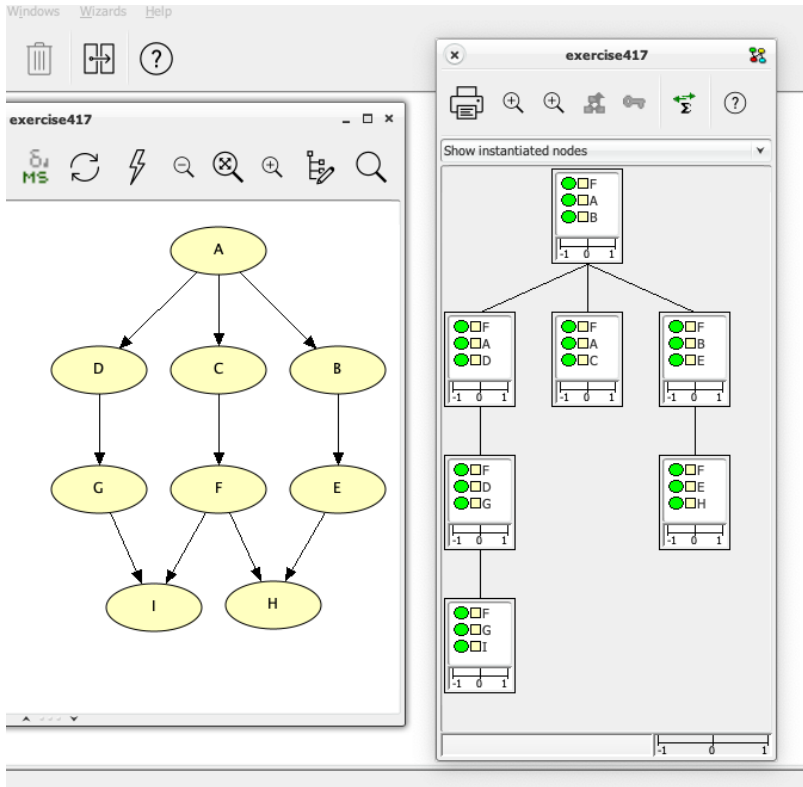 Windows Wizards Help
exercise417
δ
MS
A
D C B
G F E
I H
exercise417
Σ
Show instantiated nodes
F
A
B
-1 0 1
F
A
D
-1 0 1
F
A
C
-1 0 1
F
B
E
-1 0 1
F
D
G
-1 0 1
F
E
H
-1 0 1
F
G
I
-1 0 1
-1 0 1